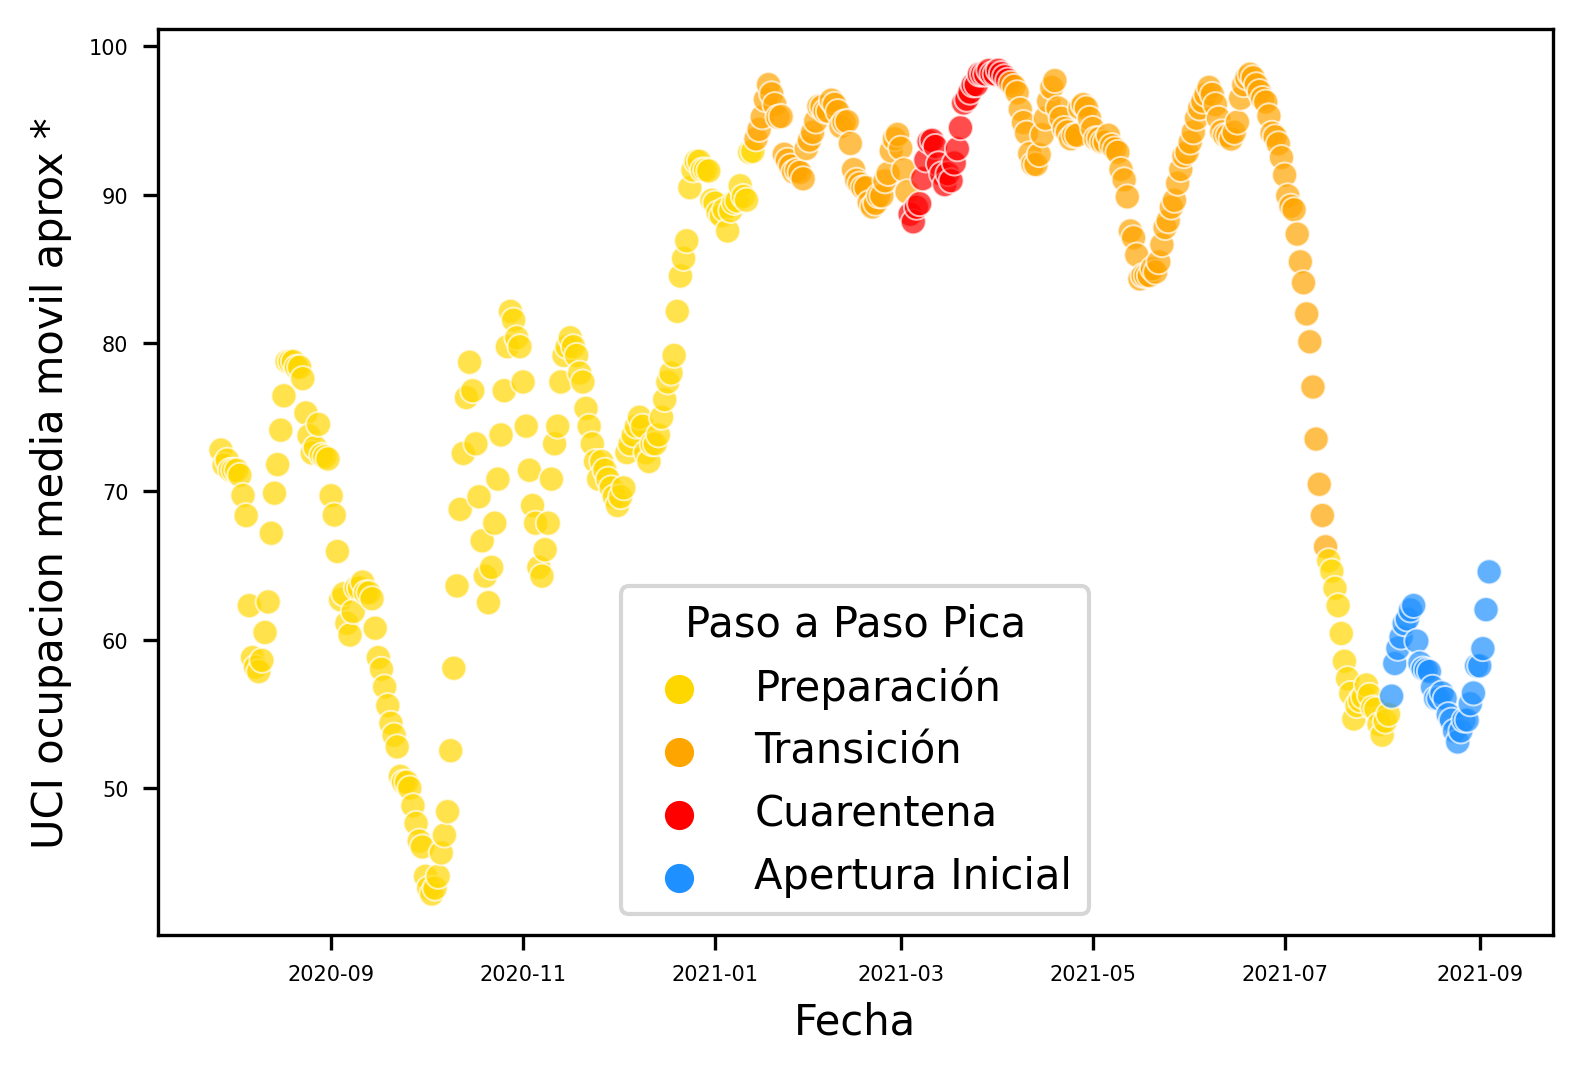 UCI ocupacion media movil aprox *
100
90
80
70
60
50
Paso a Paso Pica
Preparación
Transición
Cuarentena
Apertura Inicial
2020-09
2020-11
2021-01
2021-03
2021-05
2021-07
2021-09
Fecha